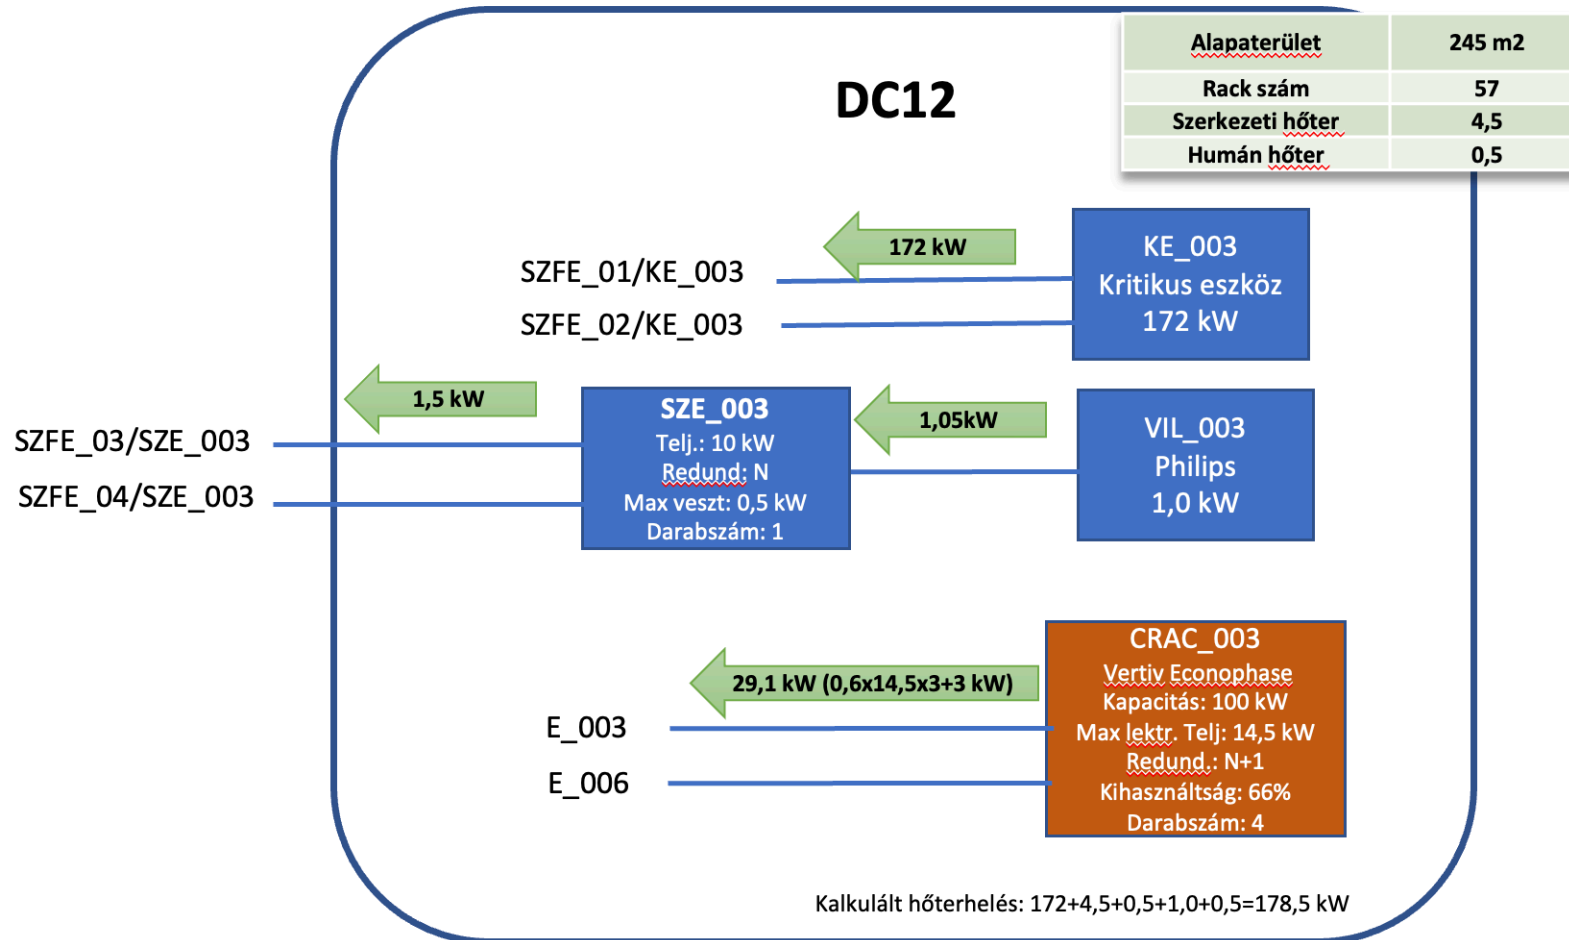 Alapaterület 245 m2
Rack szám 57
Szerkezeti hőter 4,5
Humán hőter 0,5
DC12
172 kW
SZFE_01/KE_003
SZFE_02/KE_003
KE_003
Kritikus eszköz
172 kW
1,5 kW
SZFE_03/SZE_003
SZFE_04/SZE_003
SZE_003
Telj.: 10 kW
Redund: N
Max veszt: 0,5 kW
Darabszám: 1
1,05kW
VIL_003
Philips
1,0 kW
29,1 kW (0,6x14,5x3+3 kW)
E_003
E_006
CRAC_003
Vertiv Econophase
Kapacitás: 100 kW
Max lektr. Telj: 14,5 kW
Redund.: N+1
Kihasználtság: 66%
Darabszám: 4
Kalkulált hőterhelés: 172+4,5+0,5+1,0+0,5=178,5 kW